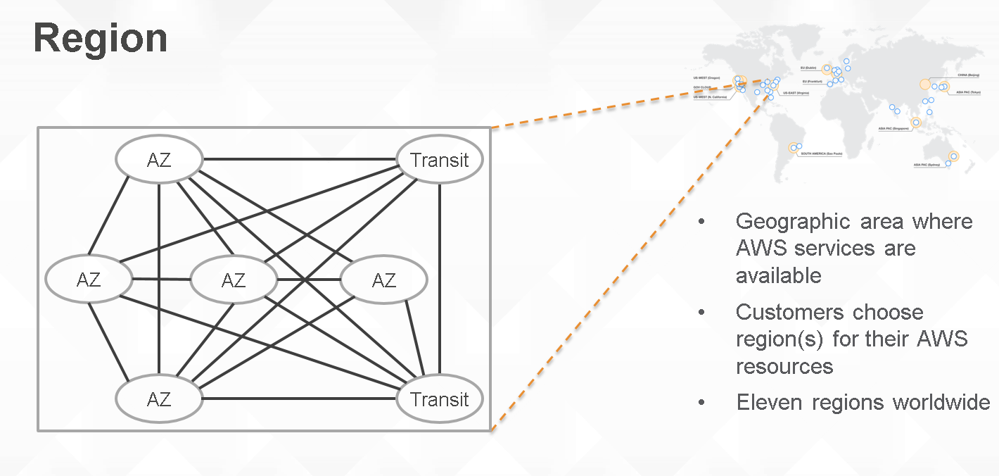 Region
US-WEST (Oregon)
GOV CLOUD
US-WEST (N. California)
US-EAST (Virginia)
EU (Dublin)
EU (Frankfurt)
CHINA (Beijing)
ASIA PAC (Tokyo)
ASIA PAC (Singapore)
SOUTH AMERICA (Sao Paulo)
ASIA PAC (Sydney)
AZ
Transit
AZ
AZ
AZ
AZ
Transit
• Geographic area where
AWS services are
available
• Customers choose
region(s) for their AWS
resources
• Eleven regions worldwide